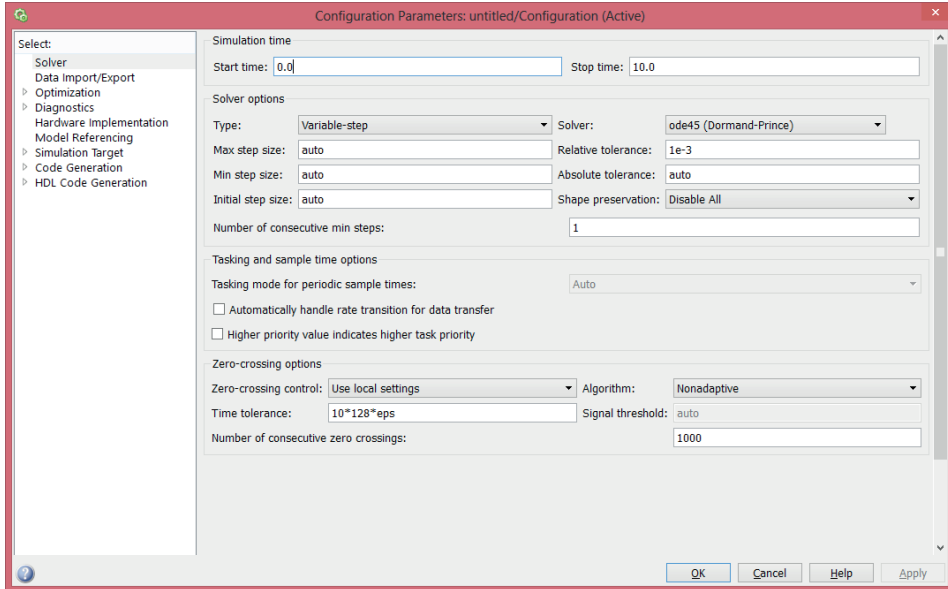 Configuration Parameters: untitled/Configuration (Active)
Select:
Solver
Data Import/Export
Optimization
Diagnostics
Hardware Implementation
Model Referencing
Simulation Target
Code Generation
HDL Code Generation
Simulation time
Start time: 0.0 Stop time: 10.0
Solver options
Type: Variable-step Solver: ode45 (Dormand-Prince)
Max step size: auto Relative tolerance: 1e-3
Min step size: auto Absolute tolerance: auto
Initial step size: auto Shape preservation: Disable All
Number of consecutive min steps: 1
Tasking and sample time options
Tasking mode for periodic sample times: Auto
Automatically handle rate transition for data transfer
Higher priority value indicates higher task priority
Zero-crossing options
Zero-crossing control: Use local settings Algorithm: Nonadaptive
Time tolerance: 10*128*eps Signal threshold: auto
Number of consecutive zero crossings: 1000
OK Cancel Help Apply